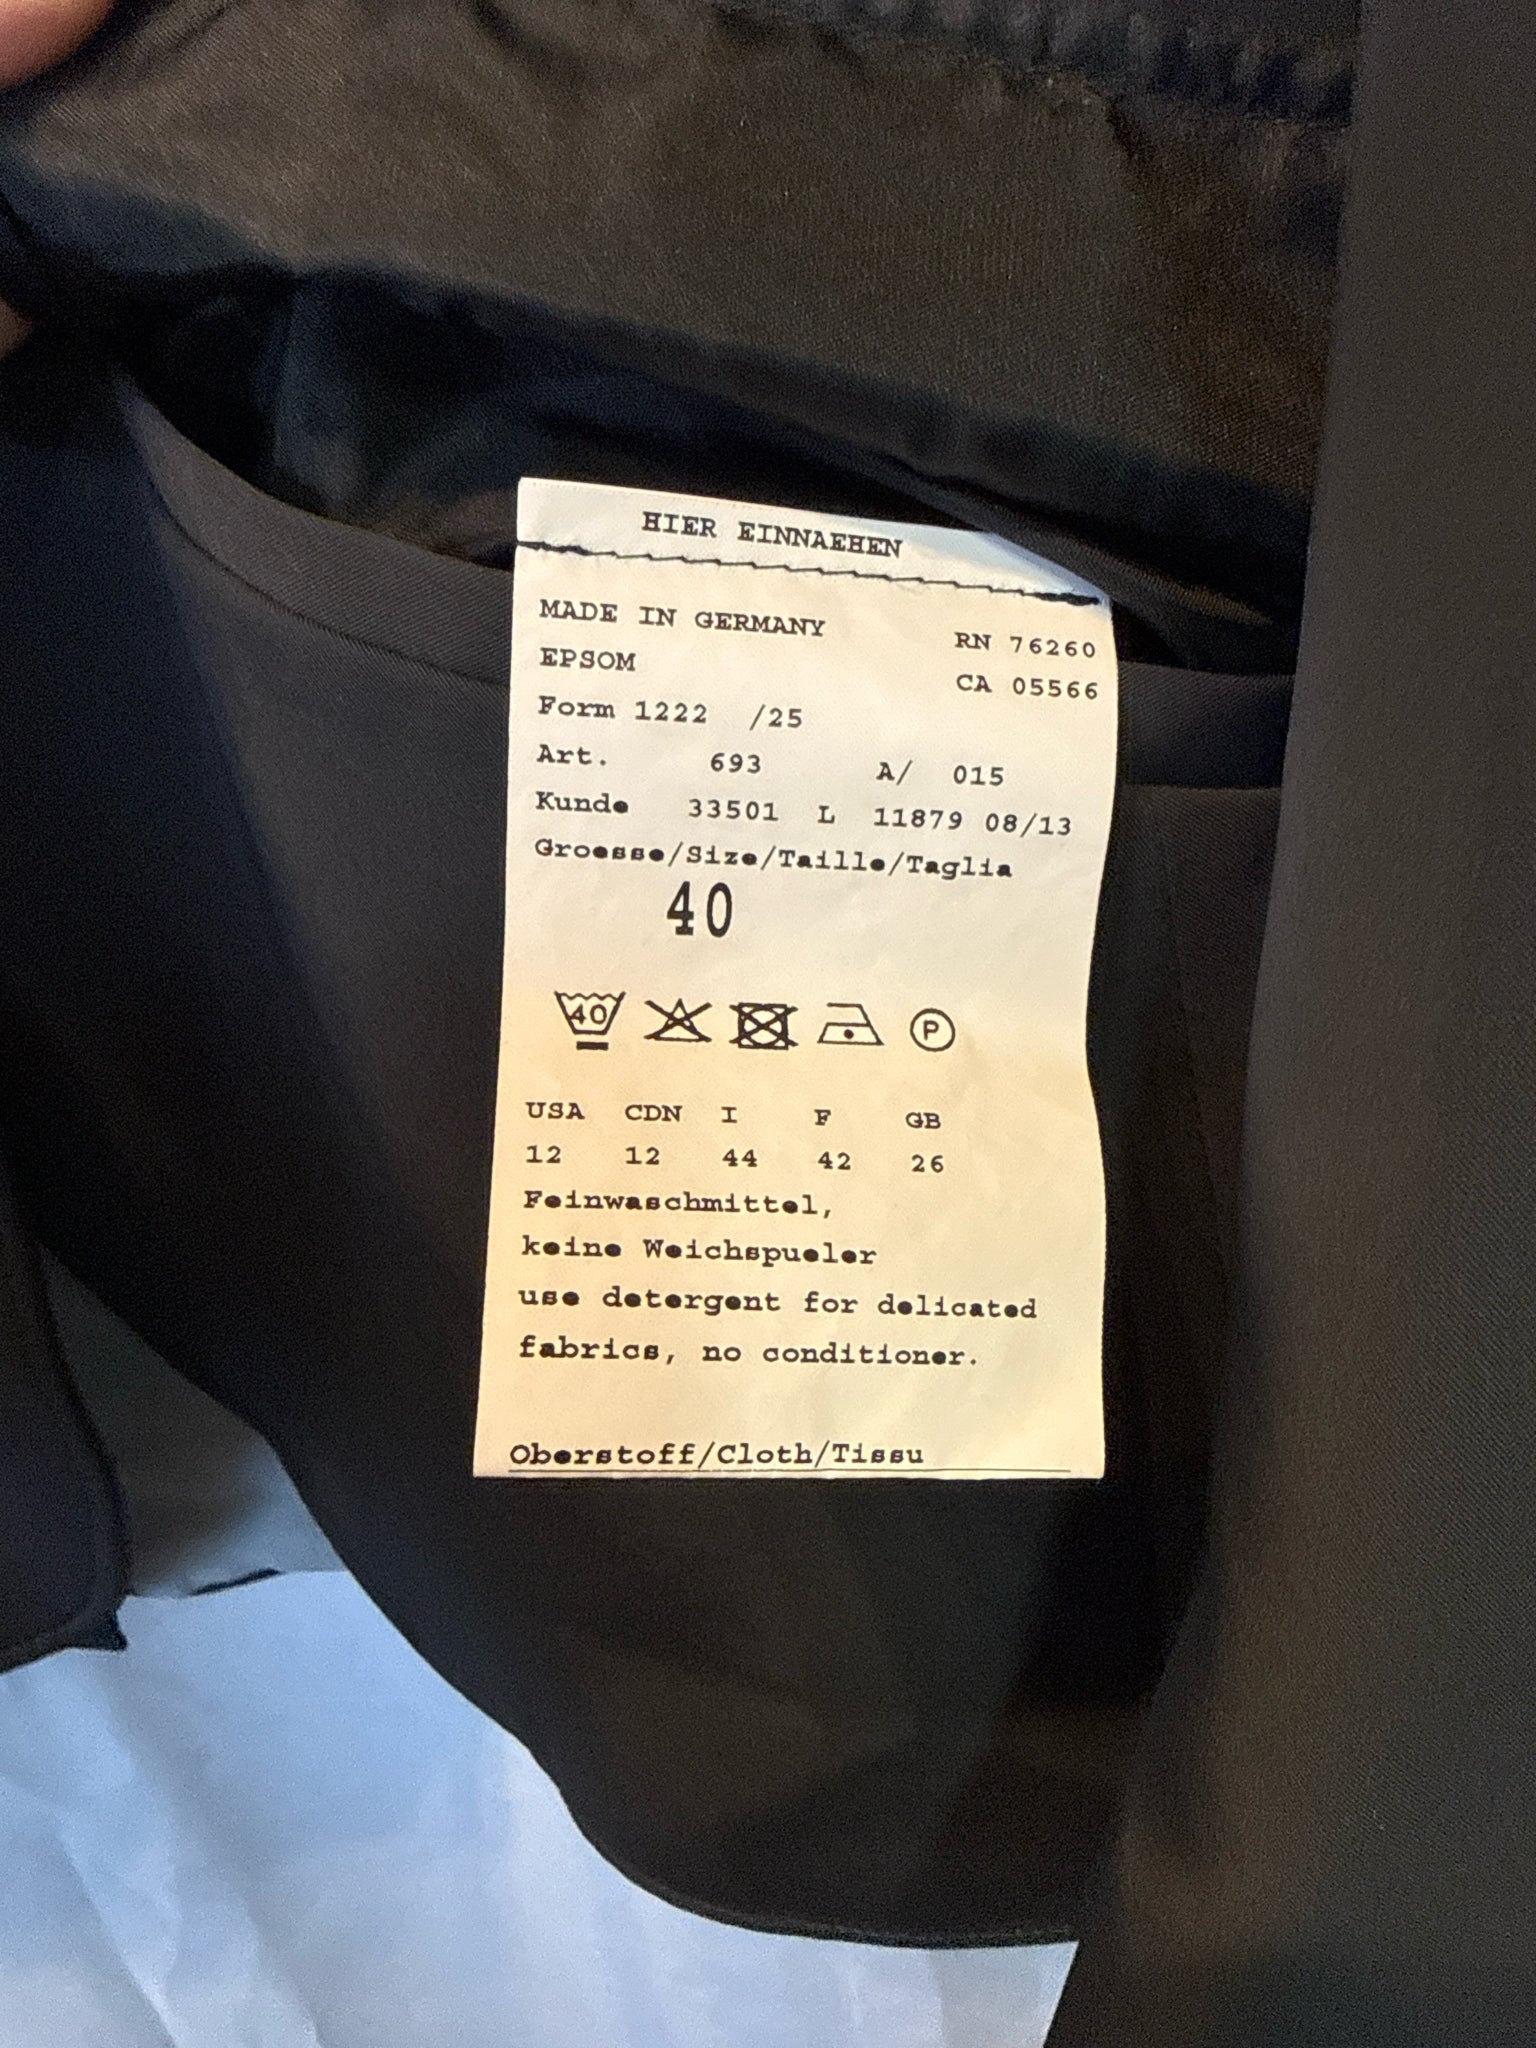 HIER EINNAEHEN
MADE IN GERMANY RN 76260
EPSOM CA 05566
Form 1222 /25
Art. 693 A/ 015
Kunde 33501 L 11879 08/13
Groesse/Size/Taille/Taglia
40
40 P
USA CDN I F GB
12 12 44 42 26
Feinwaschmittel,
keine Weichspueler
use detergent for delicated
fabrics, no conditioner.
Oberstoff/Cloth/Tissu